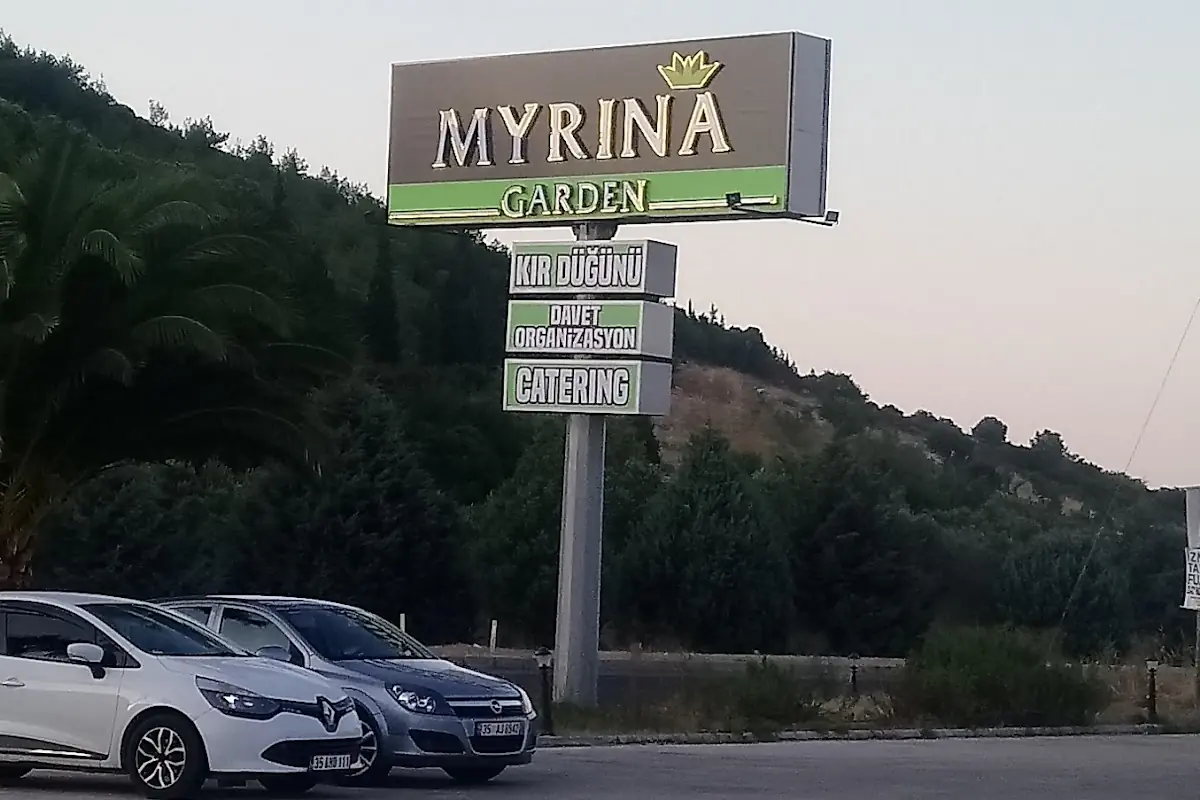 MYRINA
GARDEN
KIR DÜĞÜNÜ
DAVET
ORGANİZASYON
CATERING